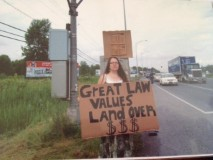 GREAT LAW
VALUES
LAND OVER
$$$